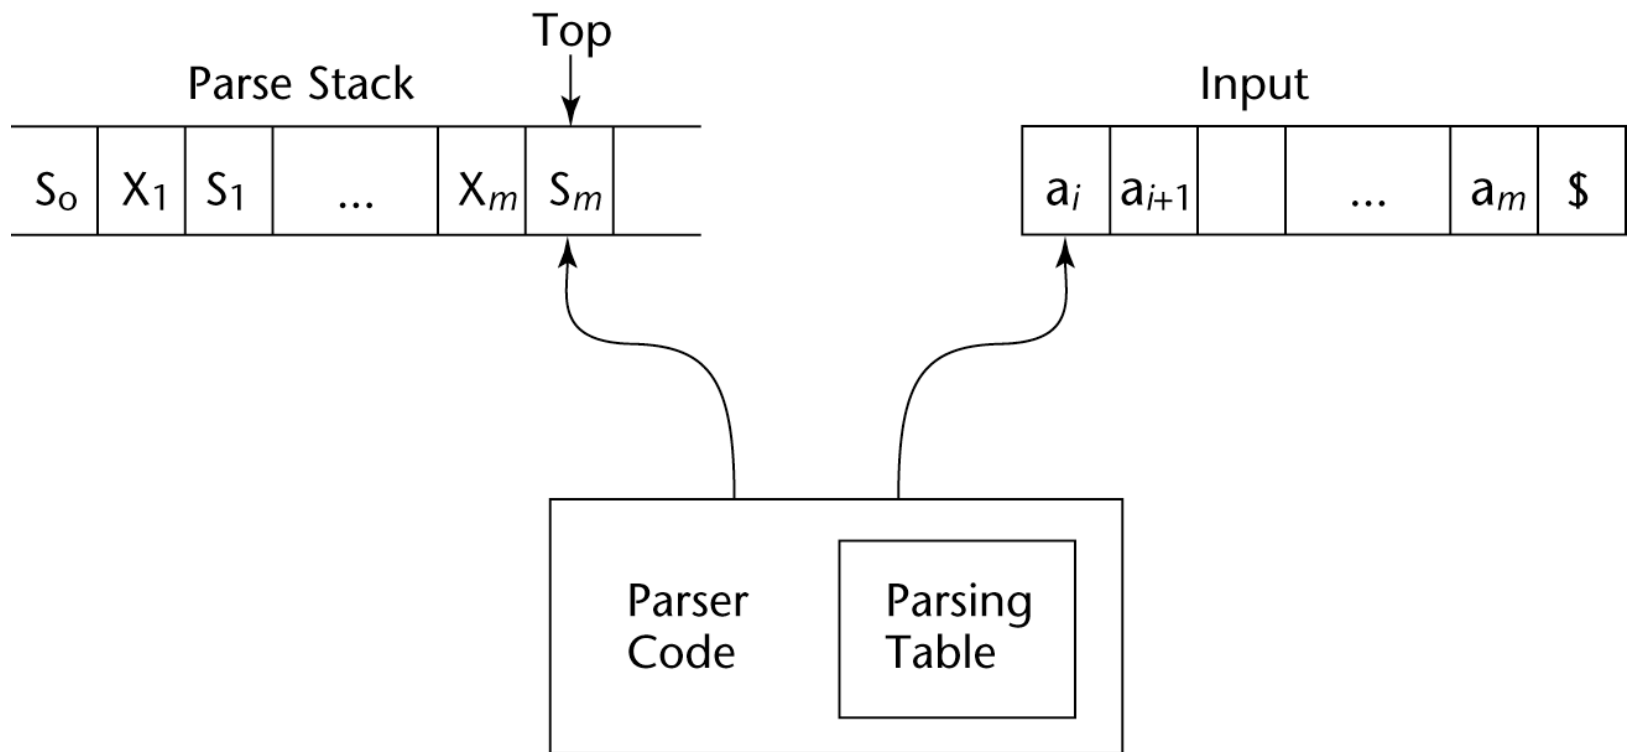 Top
Parse Stack
Input
S₀ X₁ S₁ ... Xₘ Sₘ
aᵢ aᵢ₊₁ ... aₘ $
Parser
Code
Parsing
Table